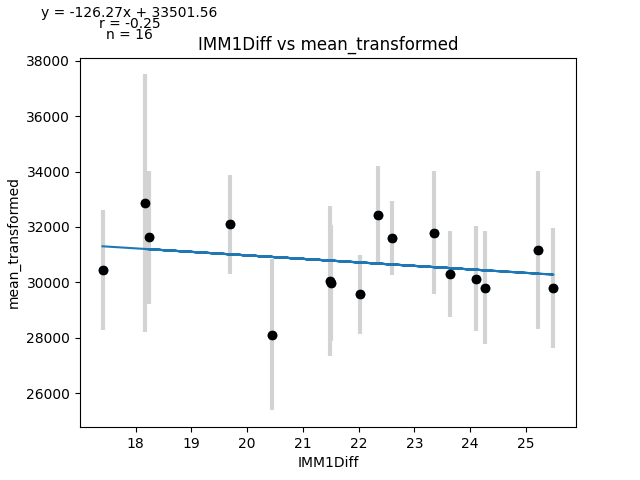 y = -126.27x + 33501.56
r = -0.25
n = 16
IMM1Diff vs mean_transformed
38000
36000
34000
32000
30000
28000
26000
mean_transformed
18 19 20 21 22 23 24 25
IMM1Diff